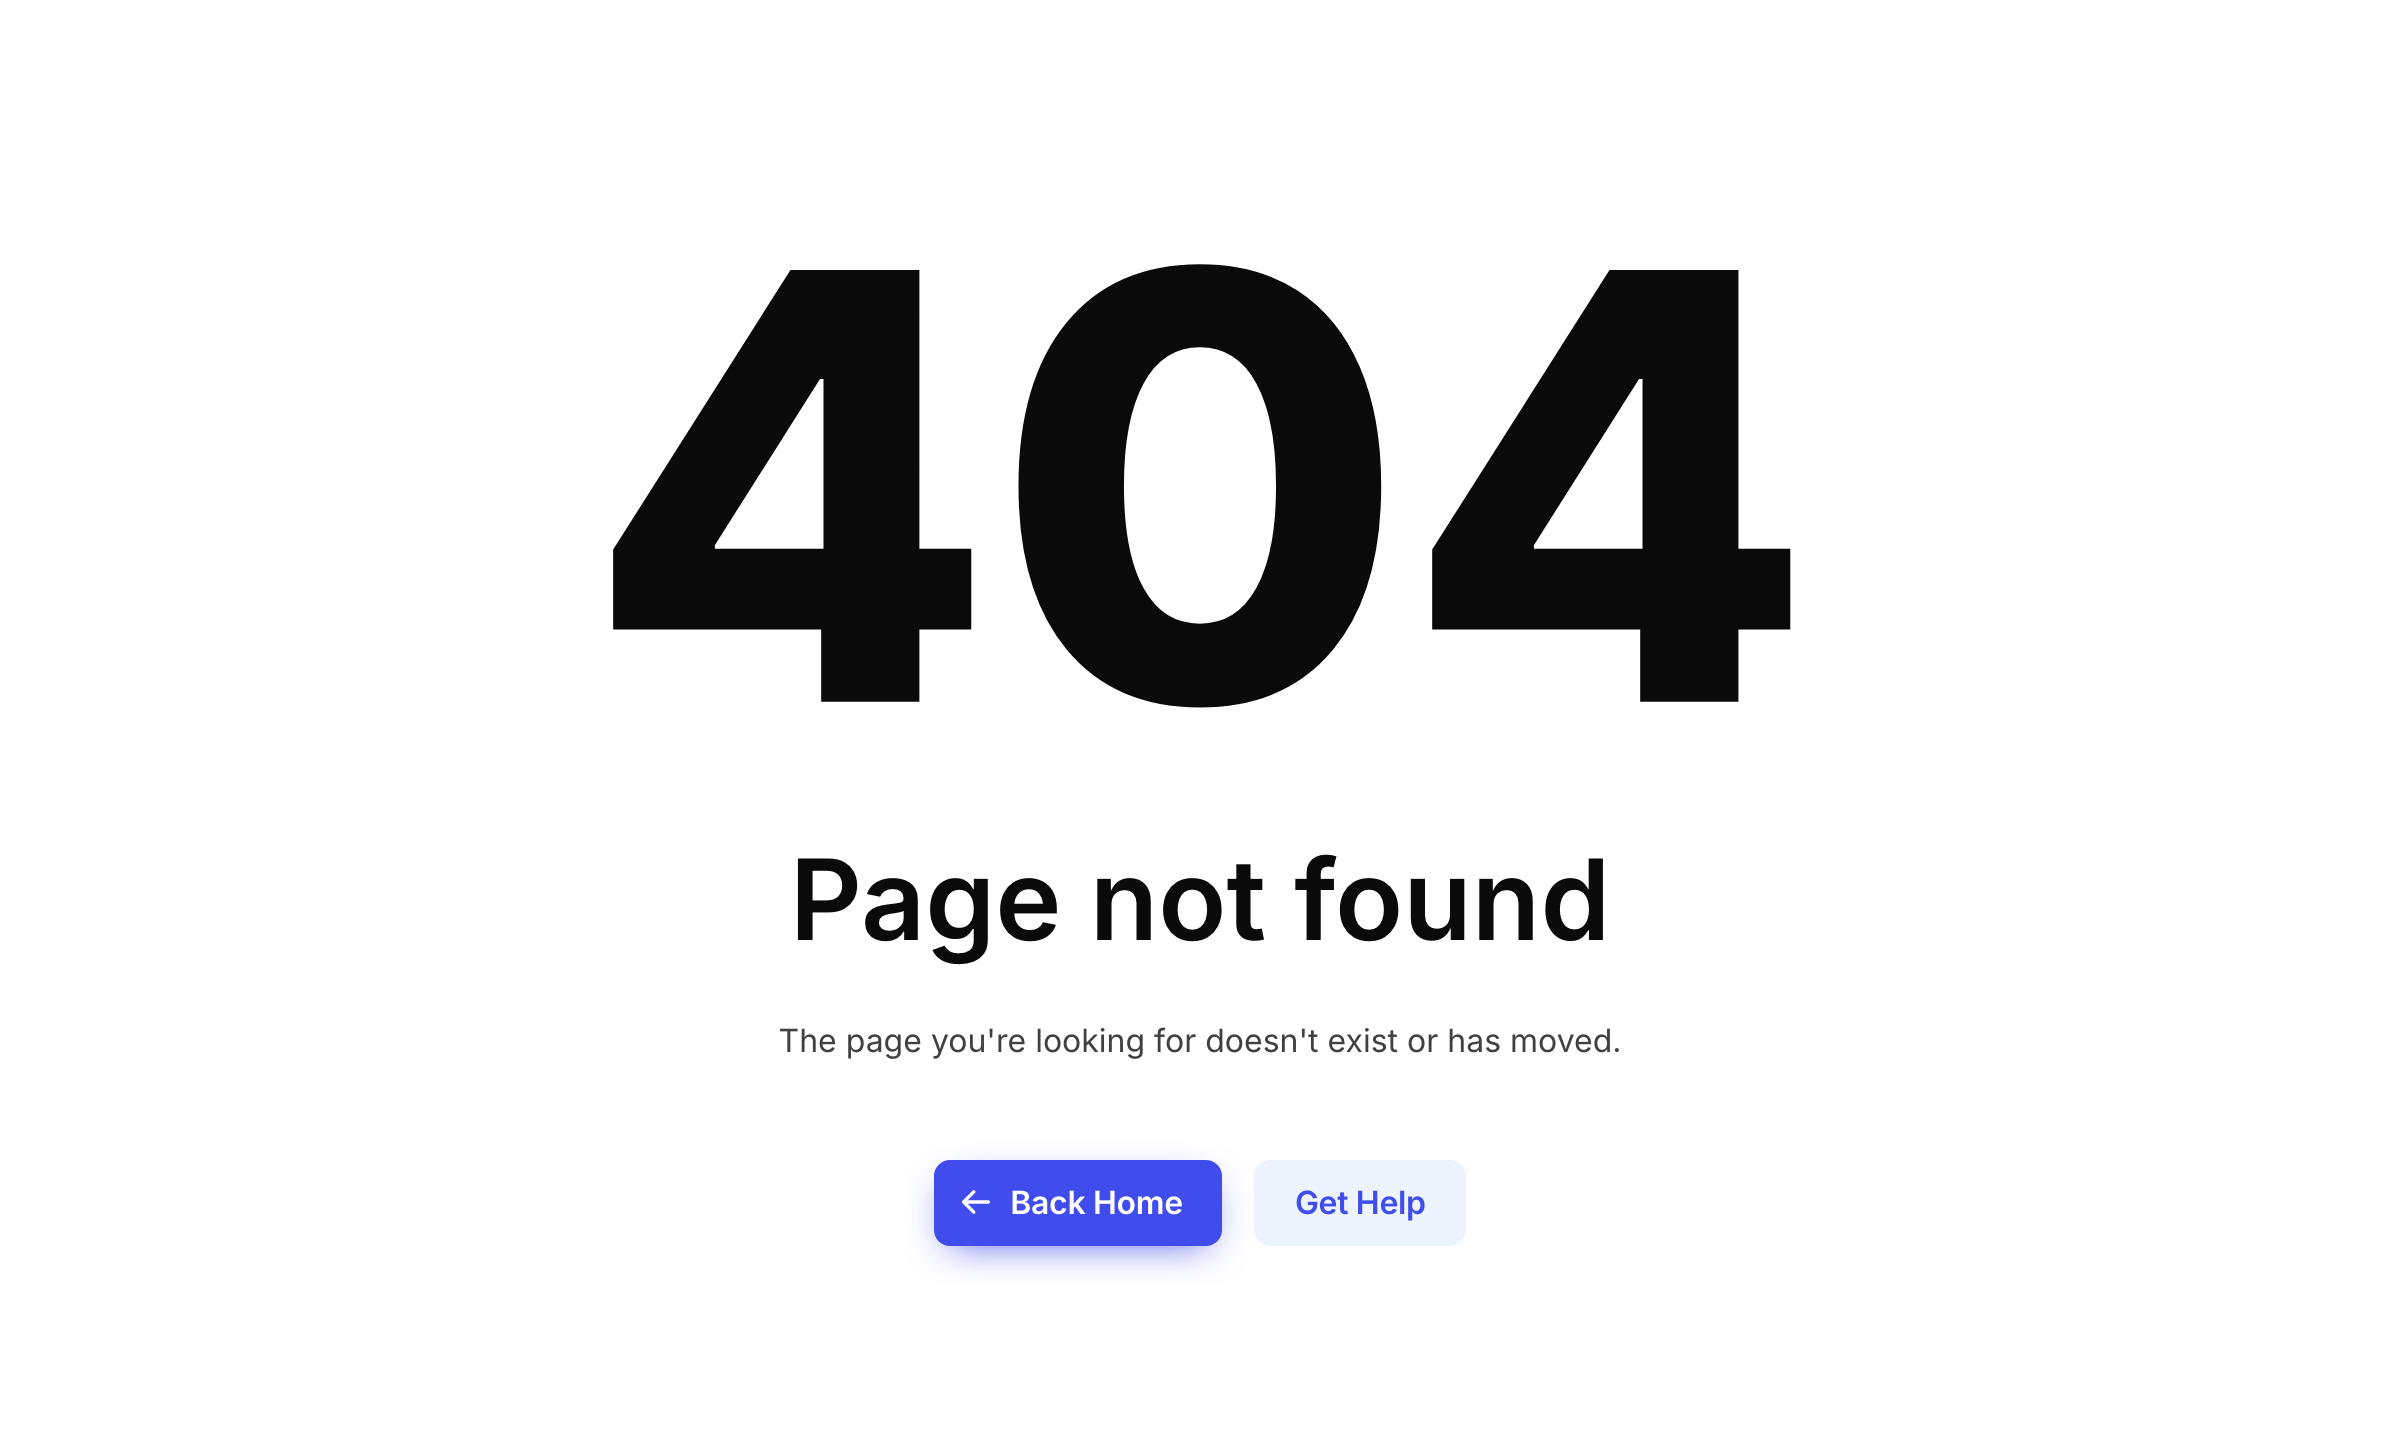 404
Page not found
The page you're looking for doesn't exist or has moved.
Back Home
Get Help